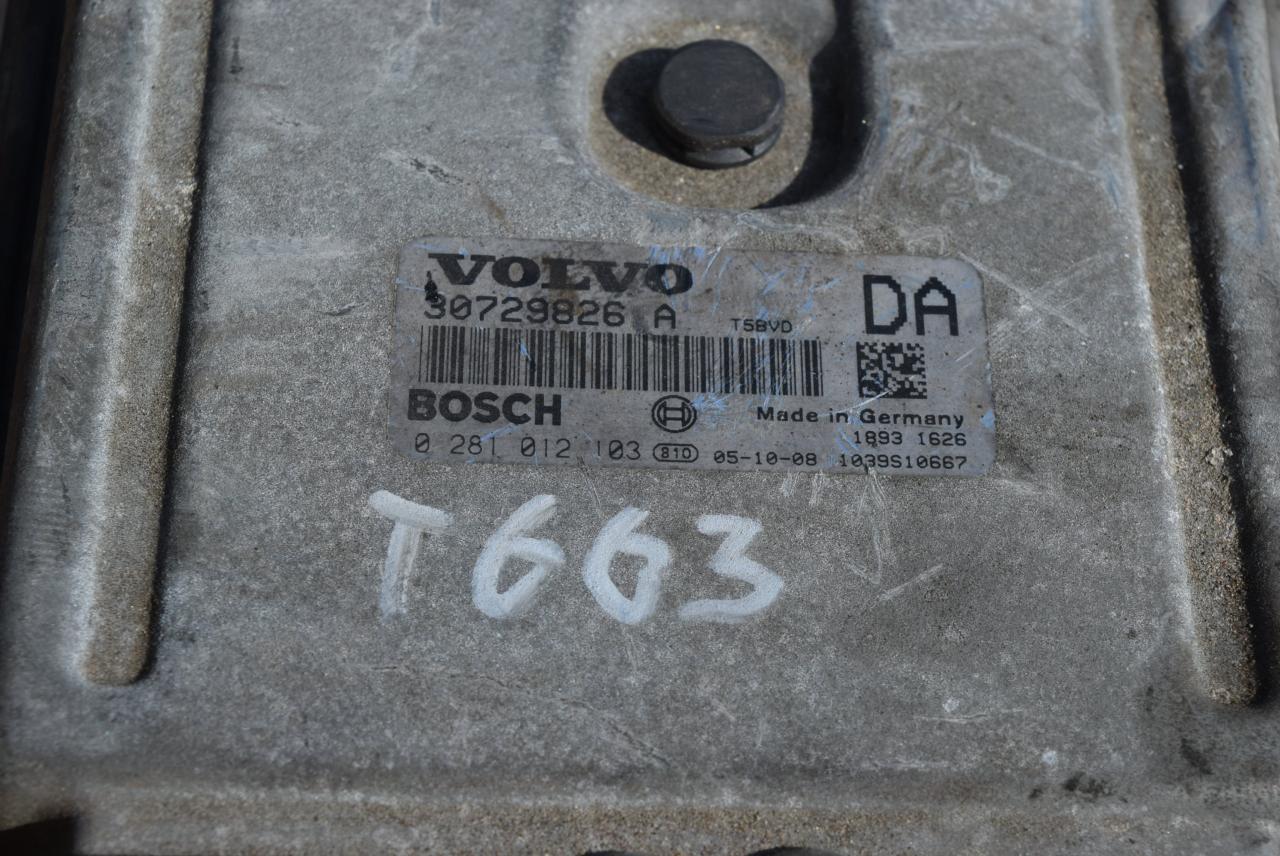 VOLVO
30729826 A T5BVD DA
BOSCH Made in Germany
1893 1626
0 281 012 103 810 05-10-08 1039S10667
T663